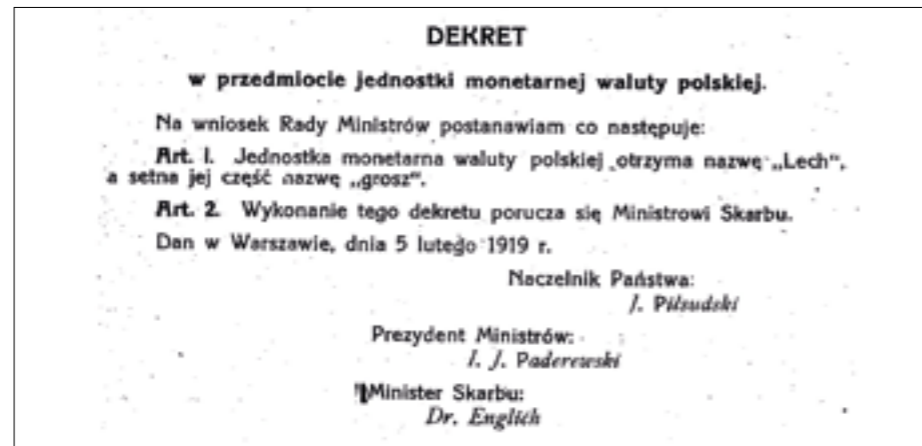 DEKRET
w przedmiocie jednostki monetarnej waluty polskiej.
Na wniosek Rady Ministrów postanawiam co następuje:
Art. 1. Jednostka monetarna waluty polskiej otrzyma nazwę „Lech",
a setna jej część nazwę „grosz".
Art. 2. Wykonanie tego dekretu porucza się Ministrowi Skarbu.
Dan w Warszawie, dnia 5 lutego 1919 r.
Naczelnik Państwa:
J. Piłsudski
Prezydent Ministrów:
I. J. Paderewski
Minister Skarbu:
Dr. Englich